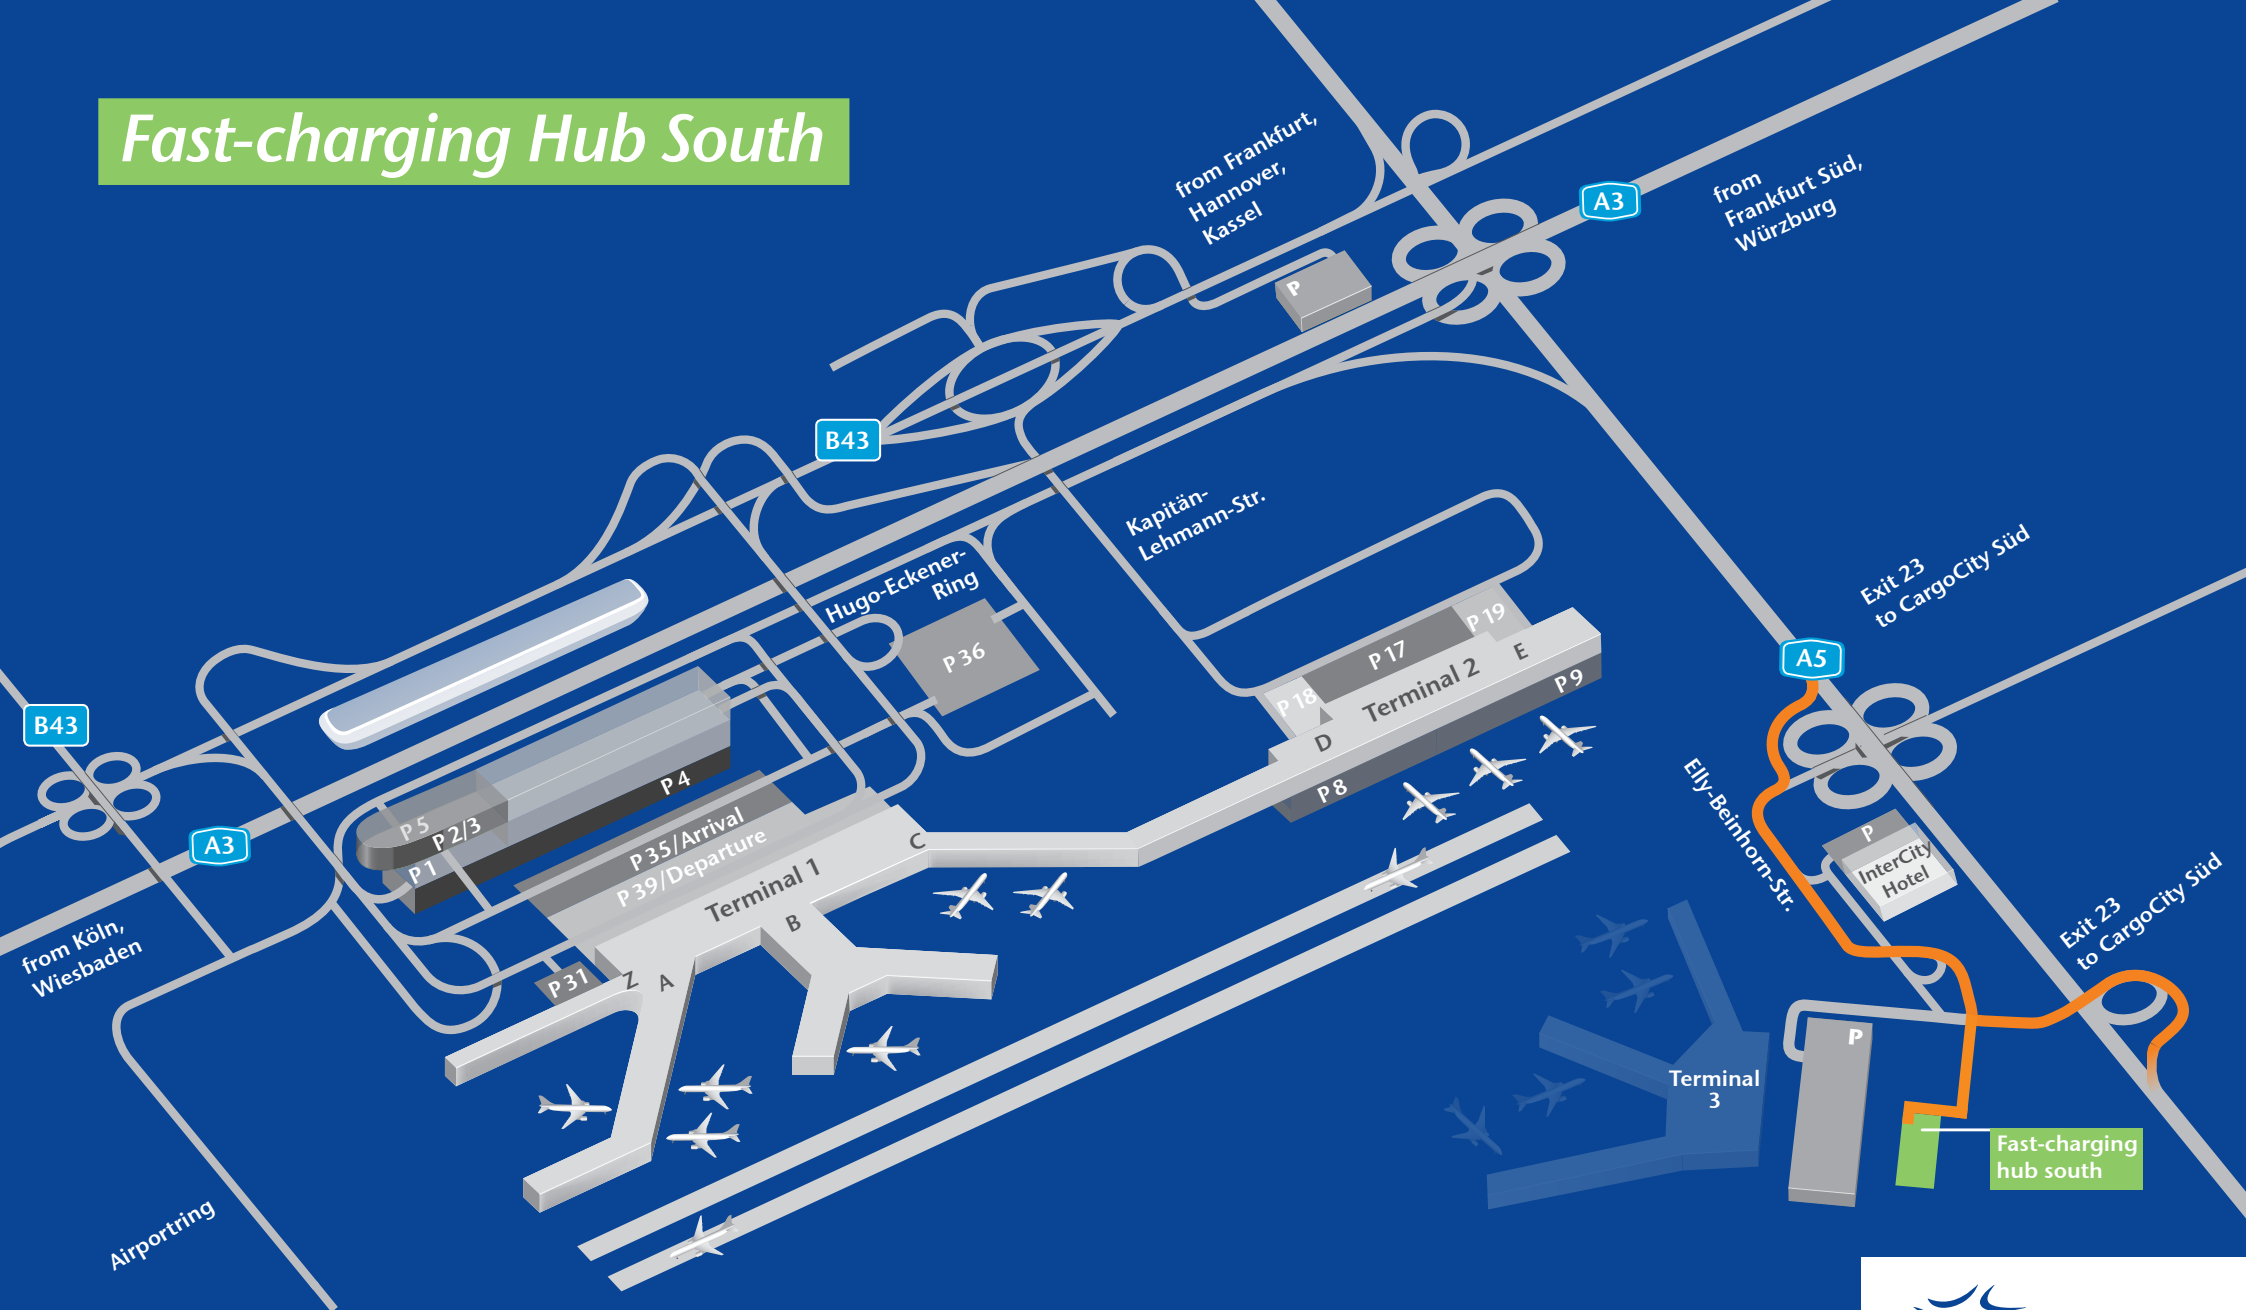 Fast-charging Hub South
from Frankfurt,
Hannover,
Kassel
A3
from
Frankfurt Süd,
Würzburg
P
B43
Kapitän-
Lehmann-Str.
Hugo-Eckener-
Ring
P 36
Exit 23
to CargoCity Süd
A5
P 19
P 17
E
Terminal 2
P 9
P 18
D
P 8
B43
P 4
P 5
P 2/3
P 1
A3
P 35/Arrival
P 39/Departure
Terminal 1
C
B
Z
A
P 31
from Köln,
Wiesbaden
Elly-Beinhorn-Str.
P
InterCity
Hotel
Exit 23
to CargoCity Süd
P
Terminal
3
Fast-charging
hub south
Airportring